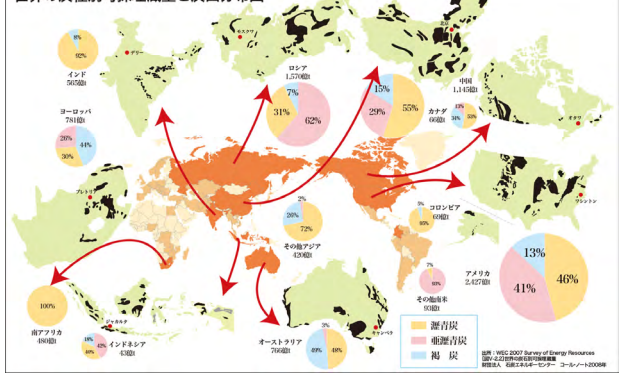 8%
92%
デリー
インド
565億t
モスクワ
ロシア
1,570億t
7%
31%
62%
北京
中国
1,145億t
15%
55%
29%
カナダ
66億t
13%
34%
53%
オタワ
ヨーロッパ
781億t
26%
44%
30%
プレトリア
ワシントン
2%
26%
72%
その他アジア
420億t
コロンビア
69億t
5%
95%
アメリカ
2,427億t
13%
41%
46%
7%
93%
その他南米
93億t
100%
南アフリカ
480億t
ジャカルタ
18%
42%
40%
インドネシア
43億t
オーストラリア
766億t
3%
49%
48%
キャンベラ
瀝青炭
亜瀝青炭
褐 炭
出所:WEC 2007 Survey of Energy Resources
財団法人 石炭エネルギーセンター コールノート2008年